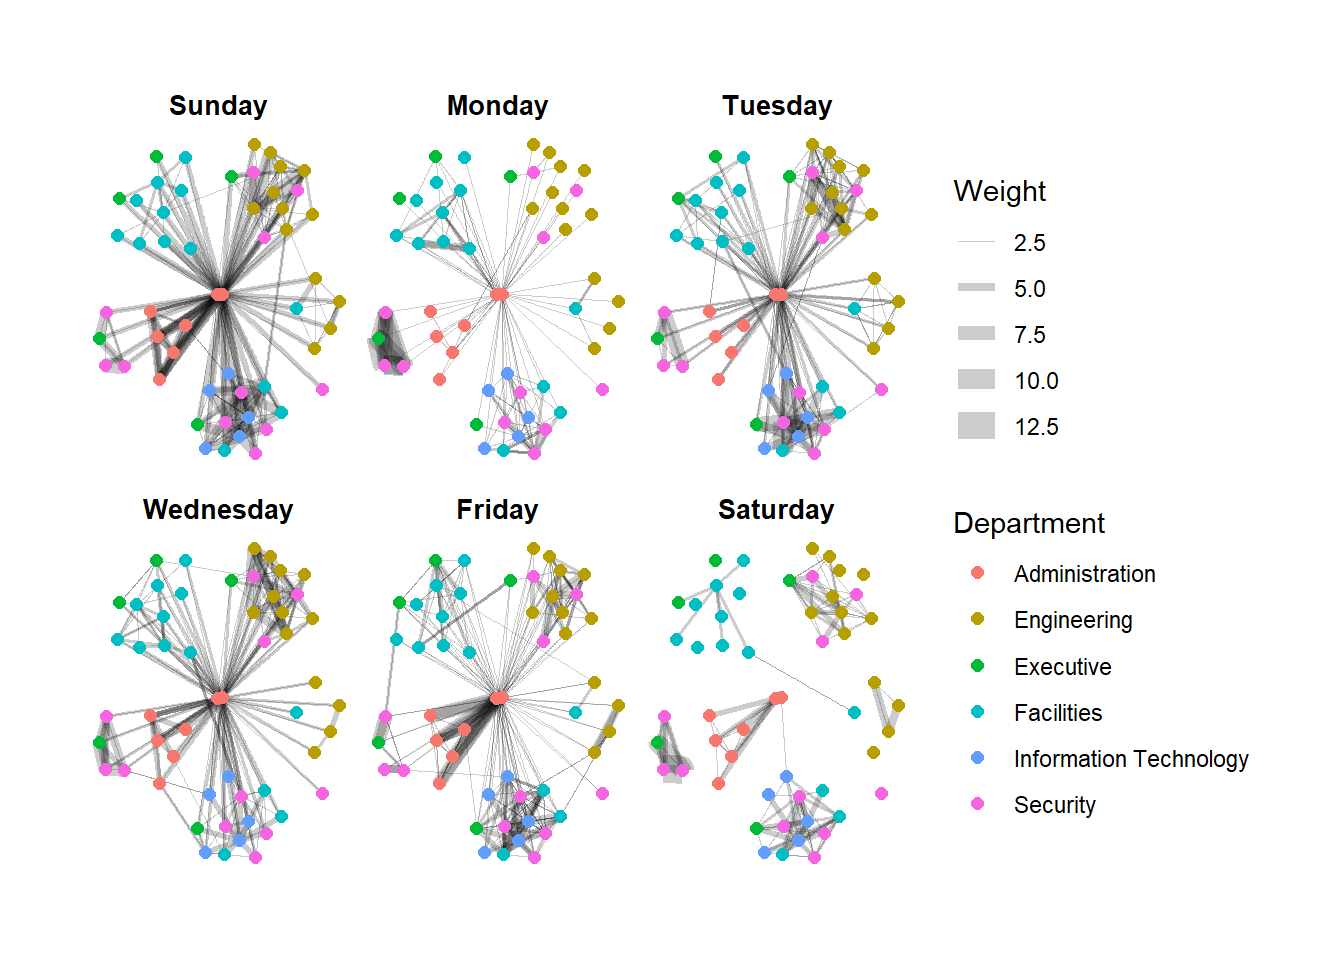 Sunday
Monday
Tuesday
Wednesday
Friday
Saturday
Weight
2.5
5.0
7.5
10.0
12.5
Department
Administration
Engineering
Executive
Facilities
Information Technology
Security